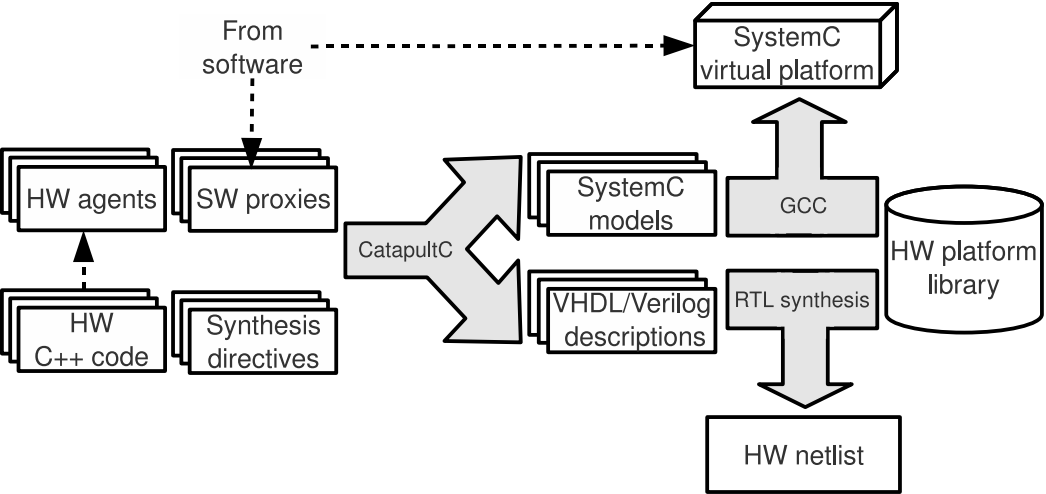 From
software
SystemC
virtual platform
HW agents
SW proxies
SystemC
models
GCC
CatapultC
HW platform
library
HW
C++ code
Synthesis
directives
VHDL/Verilog
descriptions
RTL synthesis
HW netlist